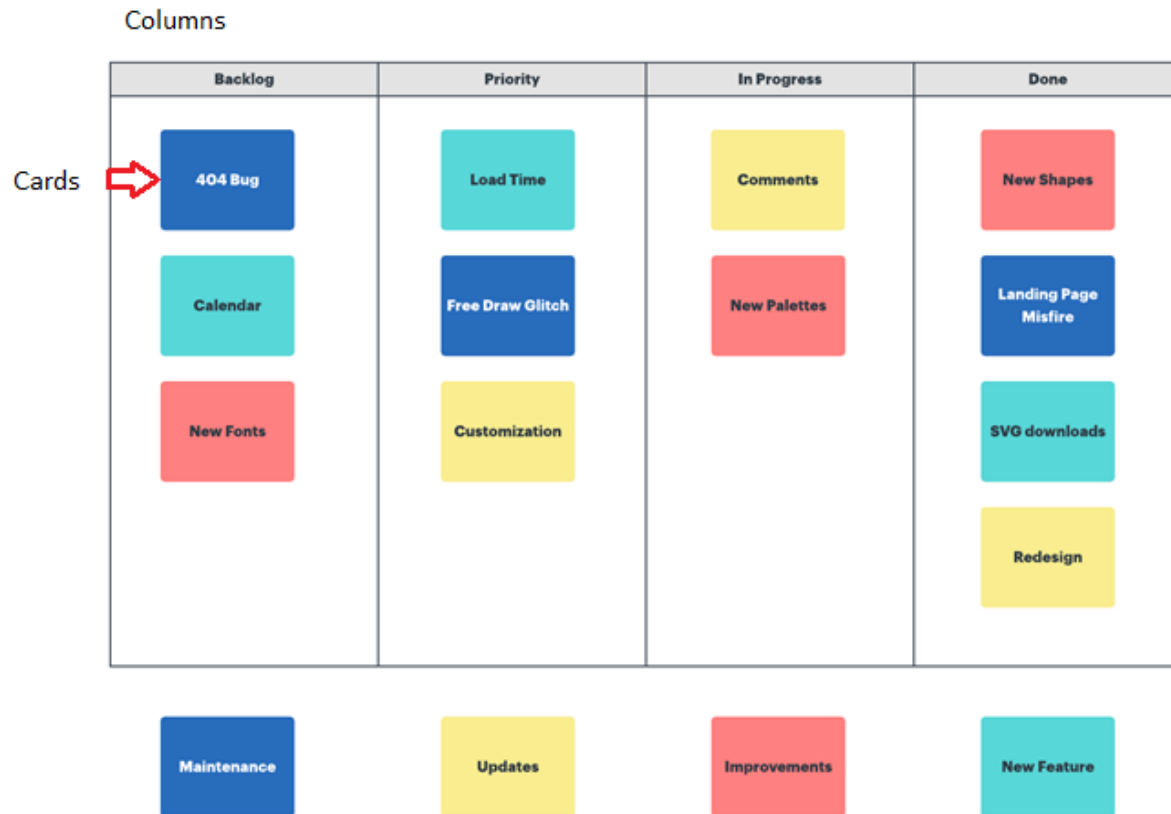 Columns
Backlog
Priority
In Progress
Done
Cards
404 Bug
Load Time
Comments
New Shapes
Calendar
Free Draw Glitch
New Palettes
Landing Page
Misfire
New Fonts
Customization
SVG downloads
Redesign
Maintenance
Updates
Improvements
New Feature